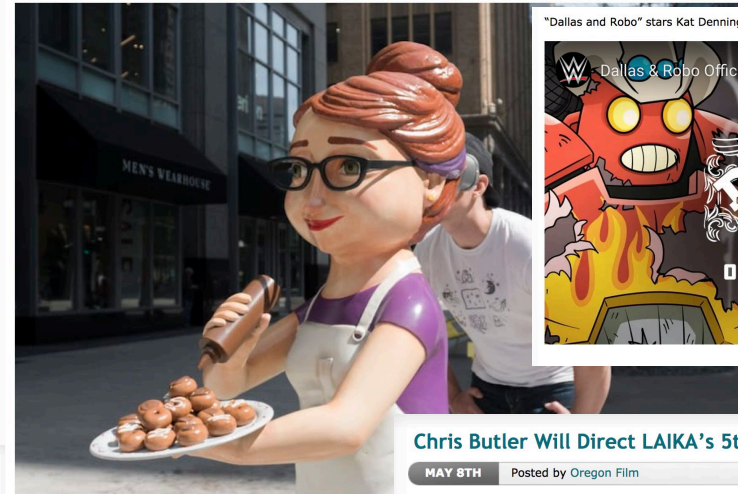 "Dallas and Robo" stars Kat Denning
W Dallas & Robo Offic
MEN'S WEARHOUSE
O
Chris Butler Will Direct LAIKA's 5t
MAY 8TH Posted by Oregon Film